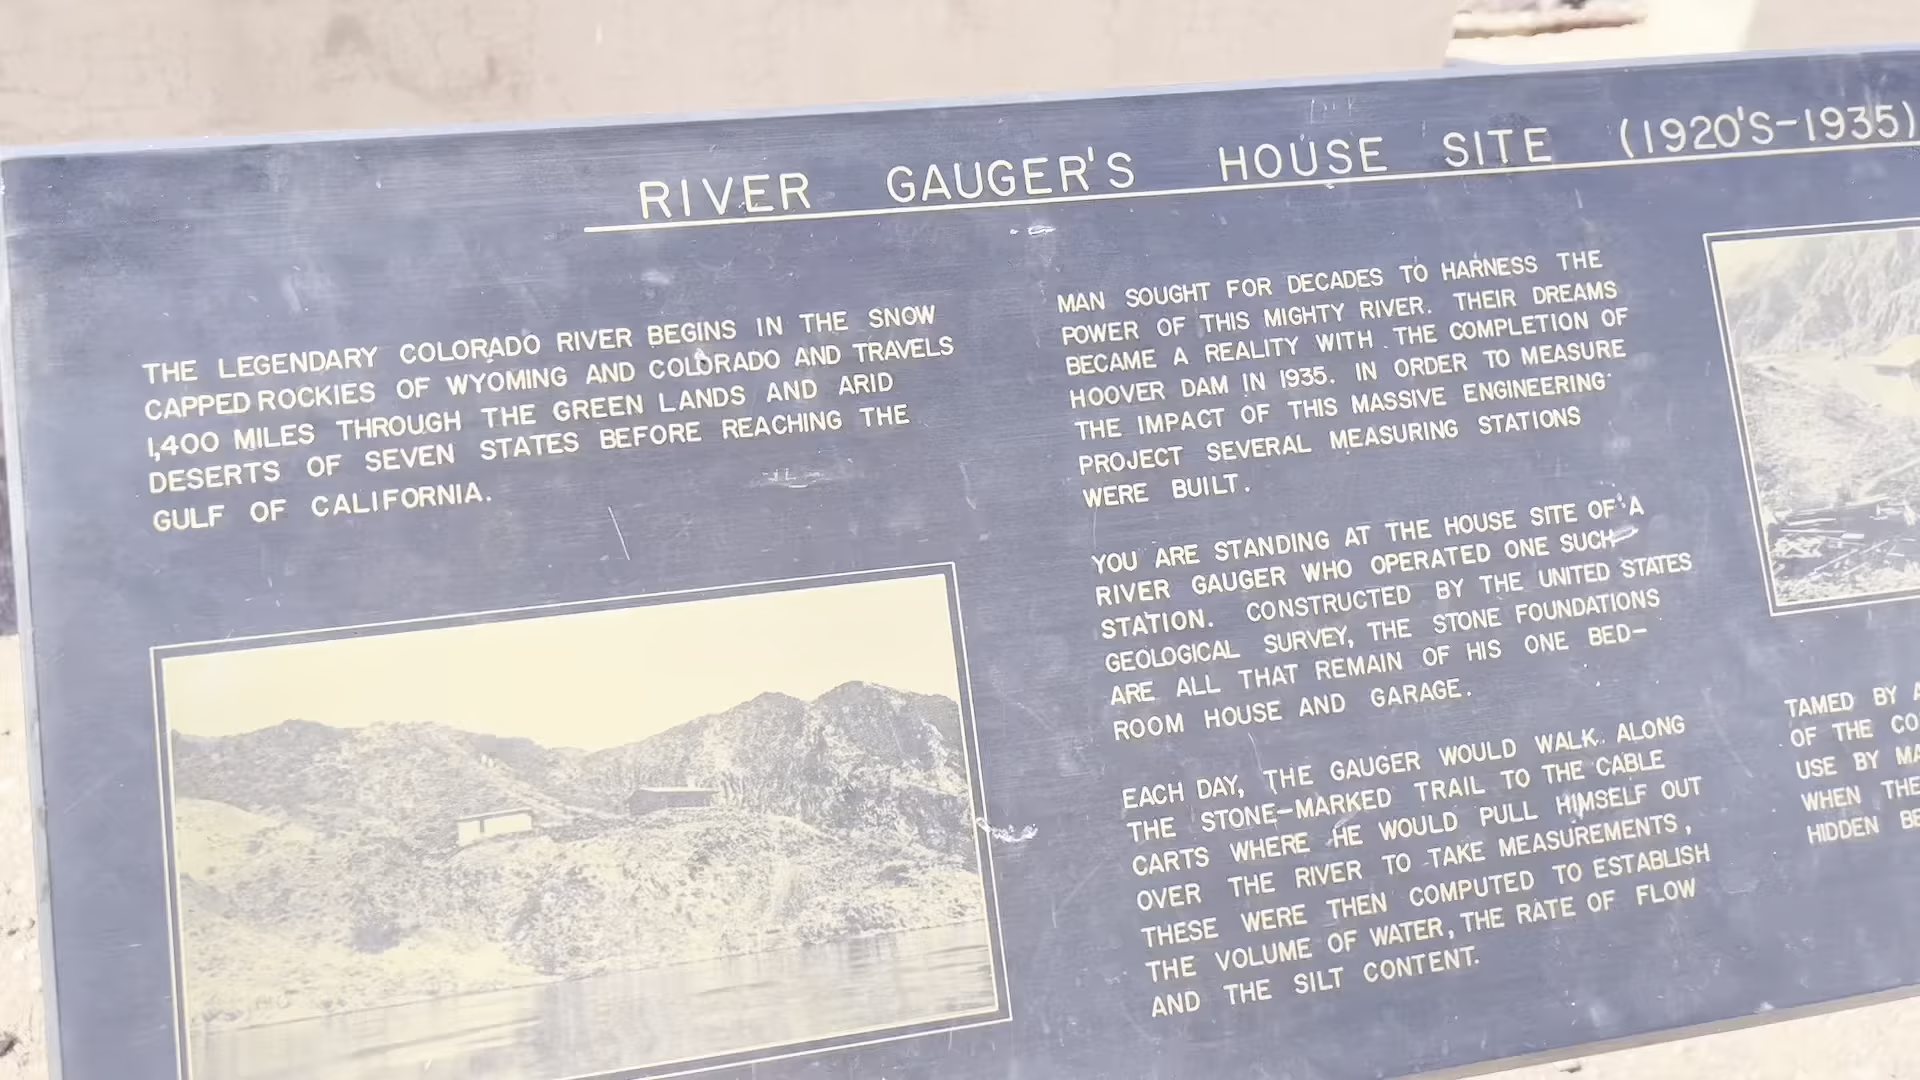 RIVER GAUGER'S HOUSE SITE (1920'S-1935)
THE LEGENDARY COLORADO RIVER BEGINS IN THE SNOW
CAPPED ROCKIES OF WYOMING AND COLORADO AND TRAVELS
1,400 MILES THROUGH THE GREEN LANDS AND ARID
DESERTS OF SEVEN STATES BEFORE REACHING THE
GULF OF CALIFORNIA.
MAN SOUGHT FOR DECADES TO HARNESS THE
POWER OF THIS MIGHTY RIVER. THEIR DREAMS
BECAME A REALITY WITH THE COMPLETION OF
HOOVER DAM IN 1935. IN ORDER TO MEASURE
THE IMPACT OF THIS MASSIVE ENGINEERING
PROJECT SEVERAL MEASURING STATIONS
WERE BUILT.
YOU ARE STANDING AT THE HOUSE SITE OF A
RIVER GAUGER WHO OPERATED ONE SUCH
STATION. CONSTRUCTED BY THE UNITED STATES
GEOLOGICAL SURVEY, THE STONE FOUNDATIONS
ARE ALL THAT REMAIN OF HIS ONE BED-
ROOM HOUSE AND GARAGE.
EACH DAY, THE GAUGER WOULD WALK ALONG
THE STONE-MARKED TRAIL TO THE CABLE
CARTS WHERE HE WOULD PULL HIMSELF OUT
OVER THE RIVER TO TAKE MEASUREMENTS,
THESE WERE THEN COMPUTED TO ESTABLISH
THE VOLUME OF WATER, THE RATE OF FLOW
AND THE SILT CONTENT.
TAMED BY
OF THE CO
USE BY MA
WHEN THE
HIDDEN BE